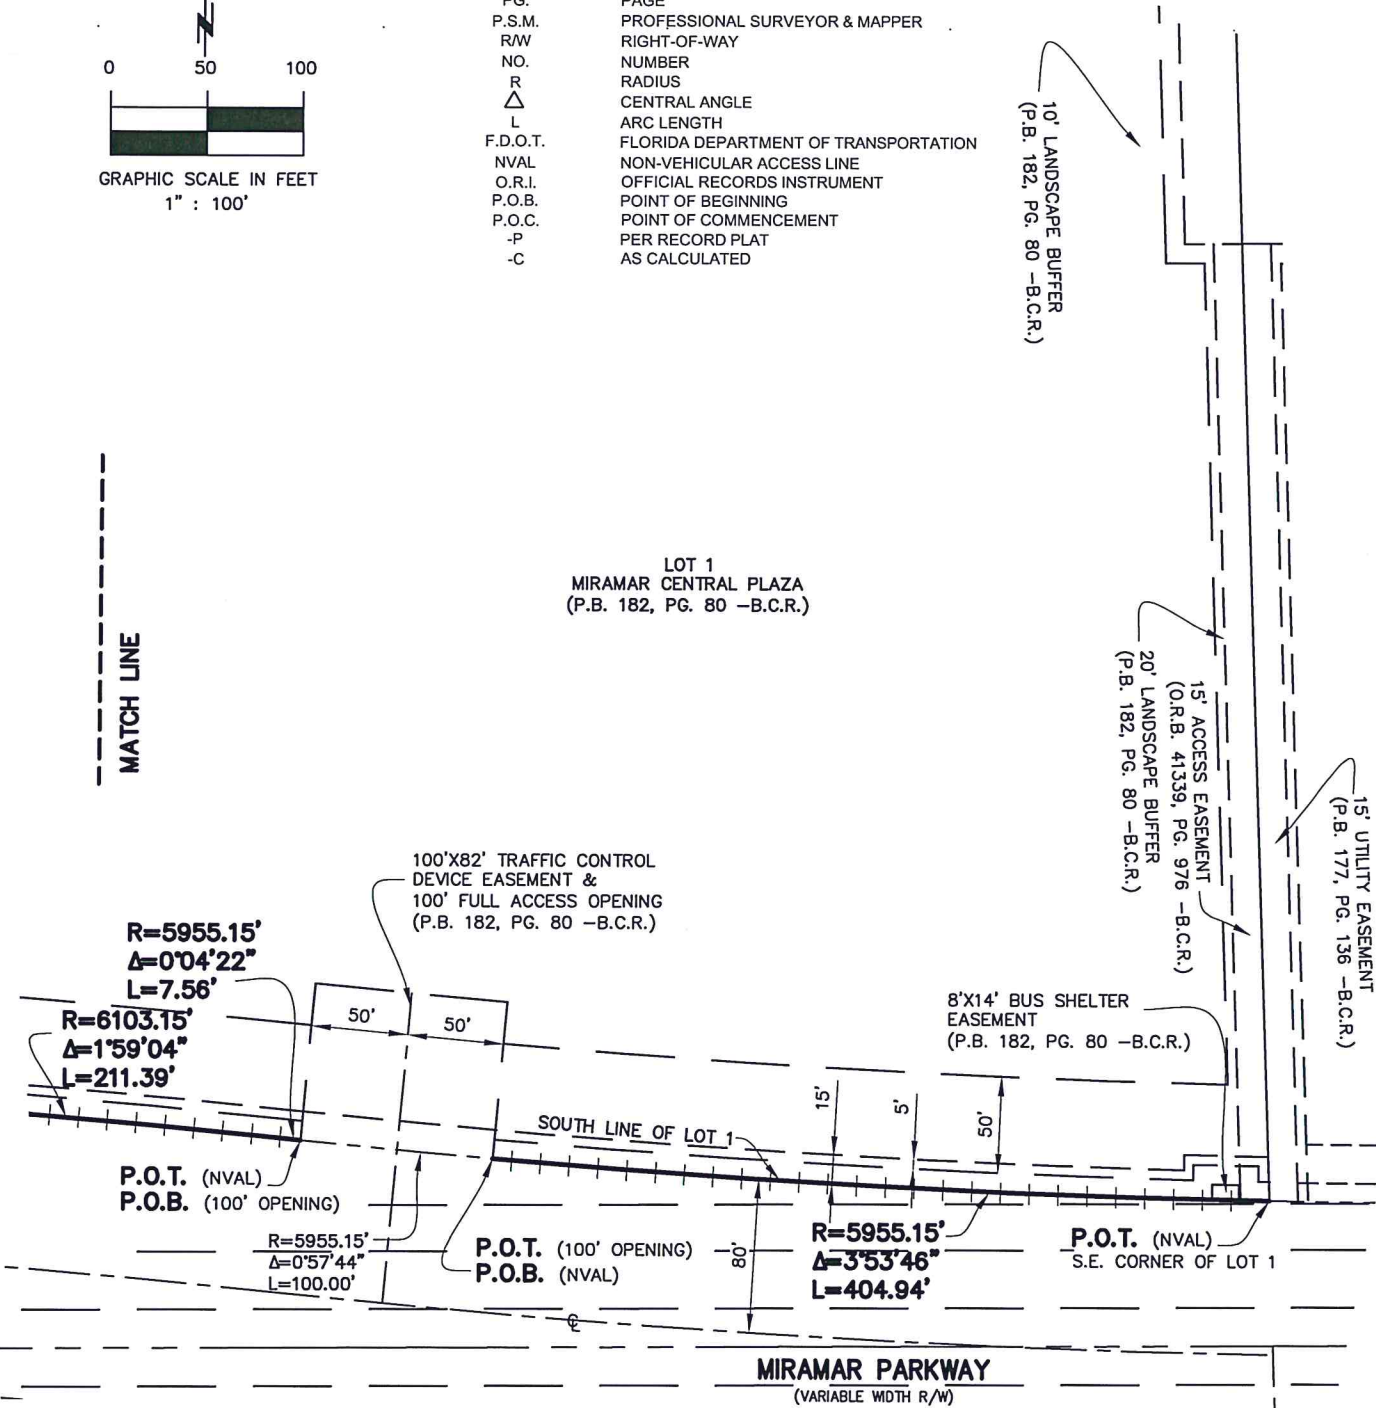 0 50 100
GRAPHIC SCALE IN FEET
1" : 100'
PG. PAGE
P.S.M. PROFESSIONAL SURVEYOR & MAPPER
R/W RIGHT-OF-WAY
NO. NUMBER
R RADIUS
△ CENTRAL ANGLE
L ARC LENGTH
F.D.O.T. FLORIDA DEPARTMENT OF TRANSPORTATION
NVAL NON-VEHICULAR ACCESS LINE
O.R.I. OFFICIAL RECORDS INSTRUMENT
P.O.B. POINT OF BEGINNING
P.O.C. POINT OF COMMENCEMENT
-P PER RECORD PLAT
-C AS CALCULATED
10' LANDSCAPE BUFFER
(P.B. 182, PG. 80 -B.C.R.)
LOT 1
MIRAMAR CENTRAL PLAZA
(P.B. 182, PG. 80 -B.C.R.)
MATCH LINE
20' LANDSCAPE BUFFER
(P.B. 182, PG. 80 -B.C.R.)
15' ACCESS EASEMENT
(O.R.B. 41339, PG. 976 -B.C.R.)
15' UTILITY EASEMENT
(P.B. 177, PG. 136 -B.C.R.)
100'X82' TRAFFIC CONTROL
DEVICE EASEMENT &
100' FULL ACCESS OPENING
(P.B. 182, PG. 80 -B.C.R.)
R=5955.15'
Δ=0°04'22"
L=7.56'
R=6103.15'
Δ=1°59'04"
L=211.39'
50' 50'
8'X14' BUS SHELTER
EASEMENT
(P.B. 182, PG. 80 -B.C.R.)
15'
5'
50'
SOUTH LINE OF LOT 1
P.O.T. (NVAL)
P.O.B. (100' OPENING)
R=5955.15'
Δ=0°57'44"
L=100.00'
P.O.T. (100' OPENING)
P.O.B. (NVAL)
80'
R=5955.15'
Δ=3°53'46"
L=404.94'
P.O.T. (NVAL)
S.E. CORNER OF LOT 1
℄
MIRAMAR PARKWAY
(VARIABLE WIDTH R/W)